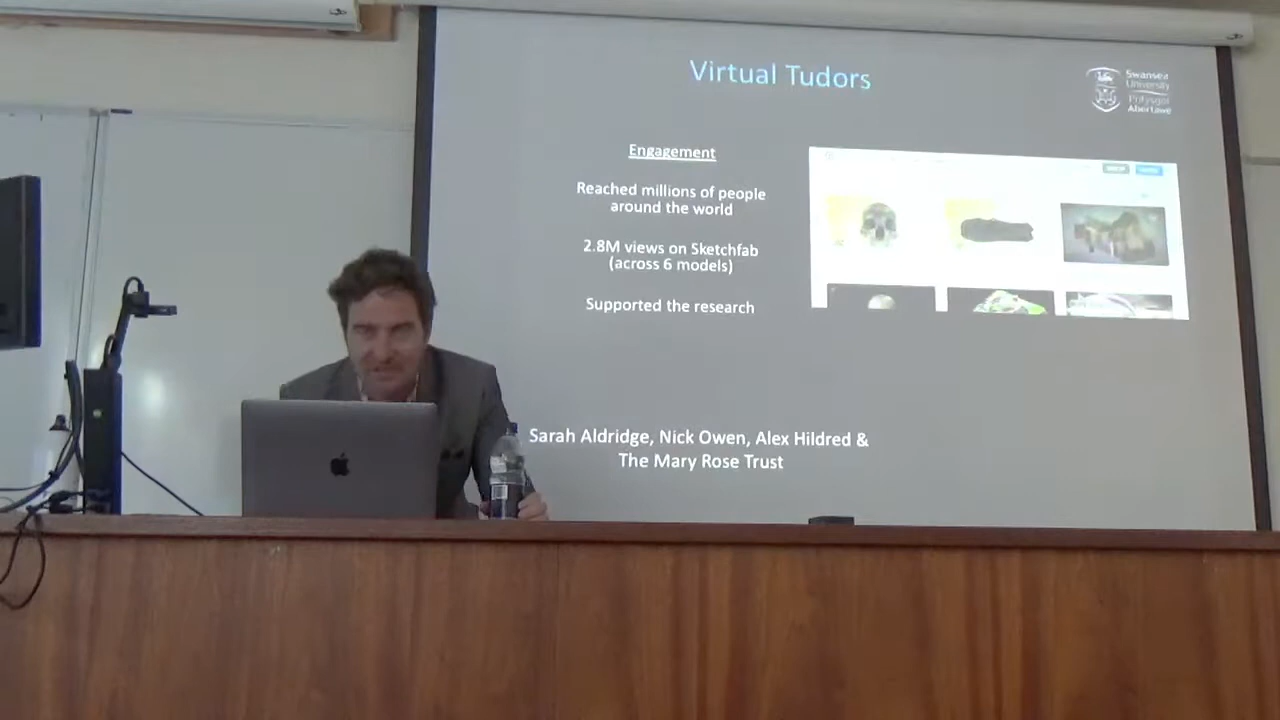 Virtual Tudors
Swansea
University
Prifysgol
Abertawe
Engagement
Reached millions of people
around the world
2.8M views on Sketchfab
(across 6 models)
Supported the research
Sarah Aldridge, Nick Owen, Alex Hildred &
The Mary Rose Trust